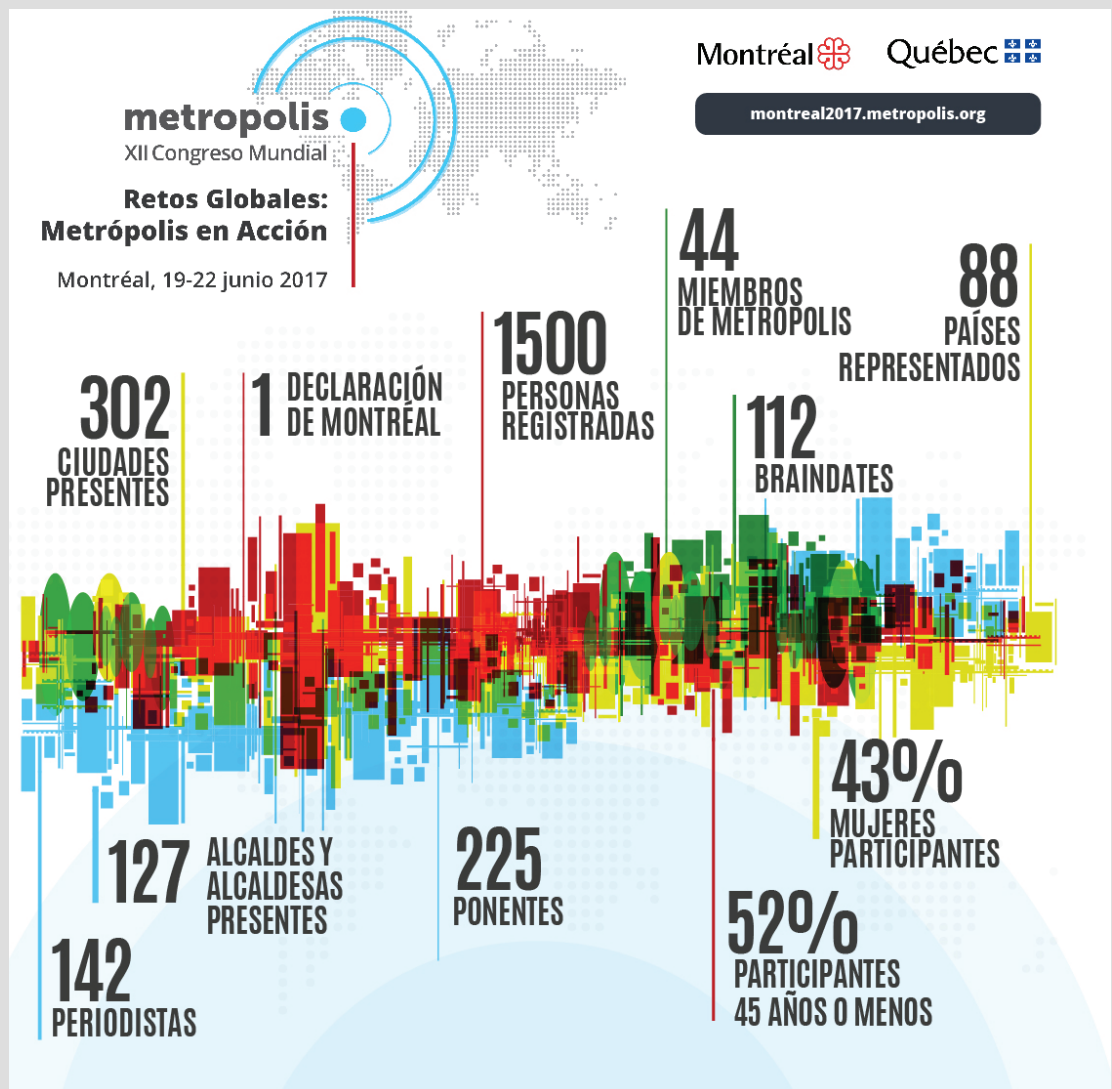 metropolis
XII Congreso Mundial
Retos Globales:
Metrópolis en Acción
Montréal, 19-22 junio 2017
Montréal
Québec
montreal2017.metropolis.org
302
CIUDADES
PRESENTES
1
DECLARACIÓN
DE MONTRÉAL
1500
PERSONAS
REGISTRADAS
44
MIEMBROS
DE METROPOLIS
112
BRAINDATES
88
PAÍSES
REPRESENTADOS
142
PERIODISTAS
127
ALCALDES Y
ALCALDESAS
PRESENTES
225
PONENTES
52%
PARTICIPANTES
45 AÑOS O MENOS
43%
MUJERES
PARTICIPANTES